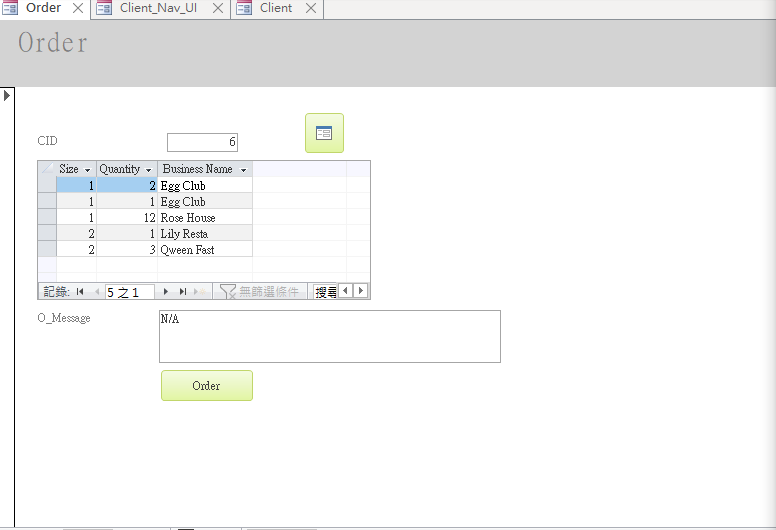 Order Client_Nav_UI Client
Order
CID 6
Size Quantity Business Name
1 2 Egg Club
1 1 Egg Club
1 12 Rose House
2 1 Lily Resta
2 3 Qween Fast
記錄: 5 之 1 無篩選條件 搜尋
O_Message N/A
Order